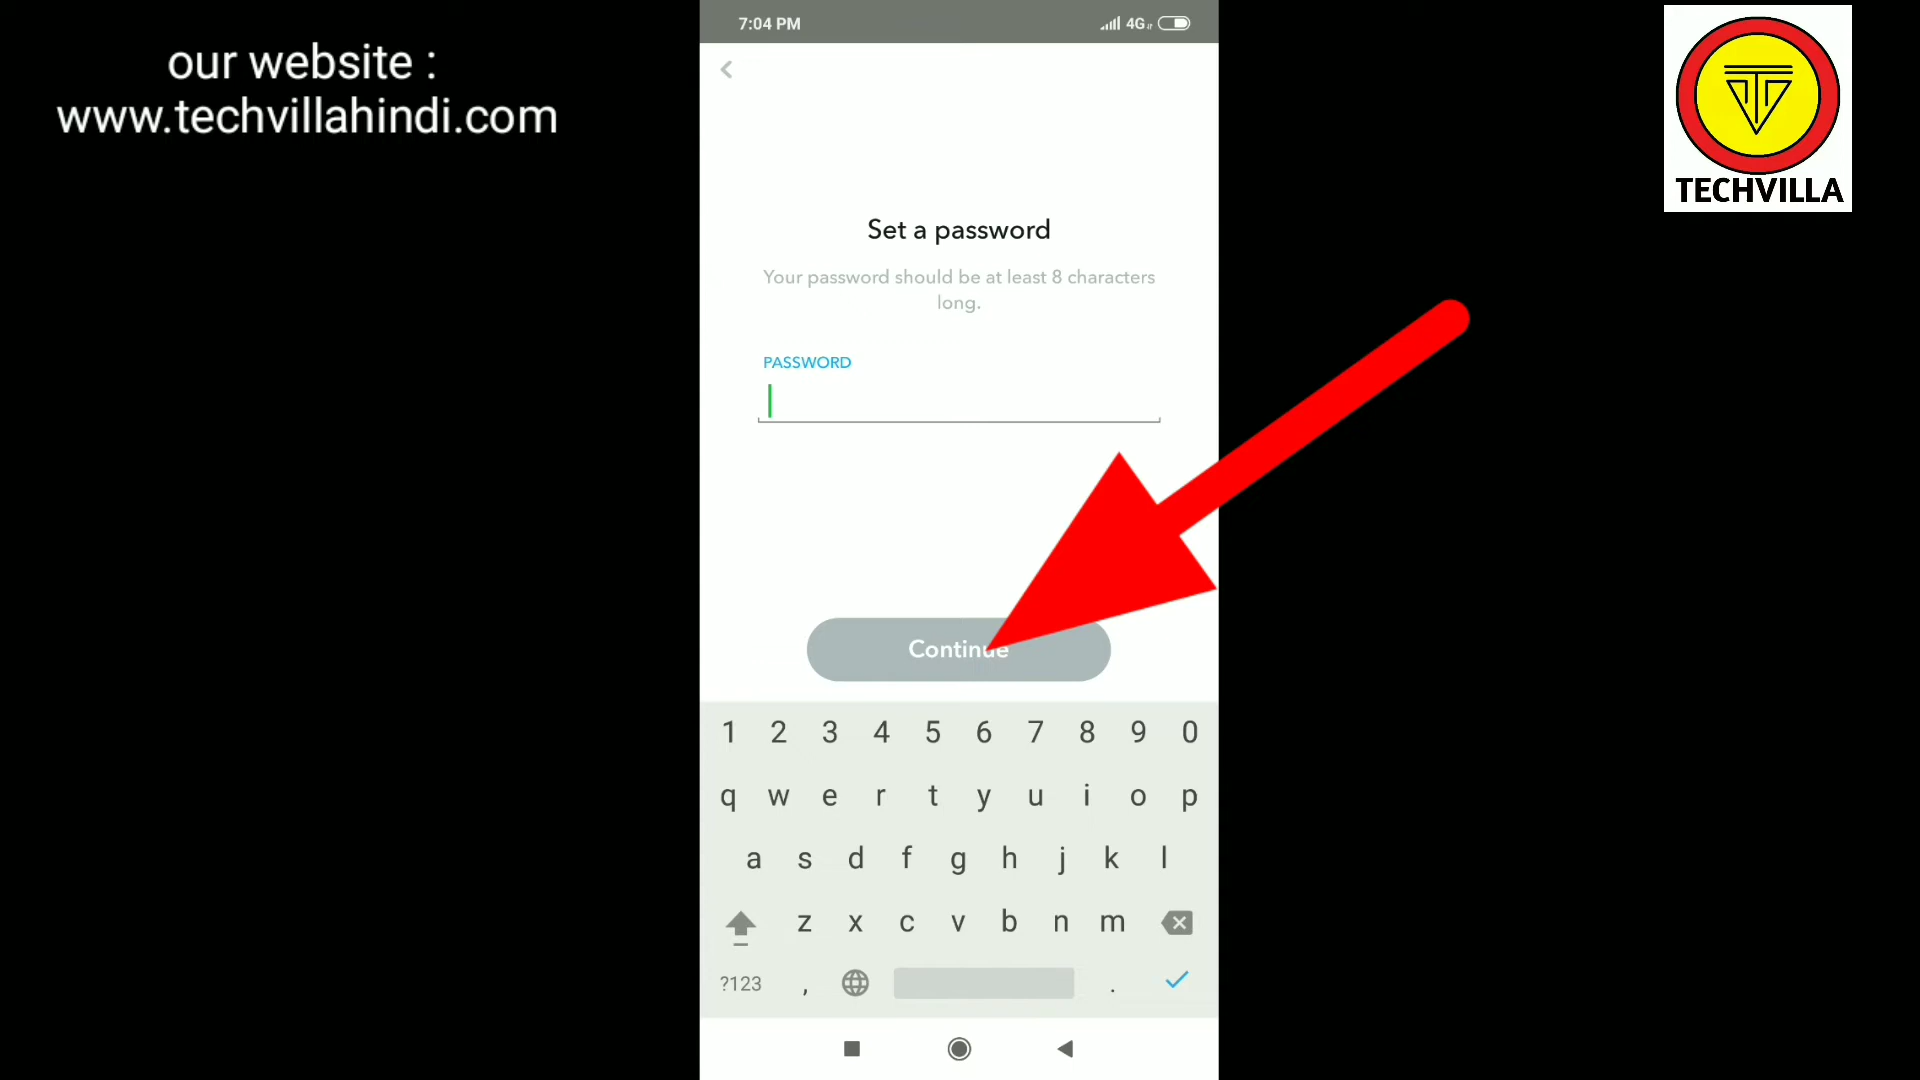 our website :
www.techvillahindi.com
TECHVILLA
7:04 PM
4G
Set a password
Your password should be at least 8 characters
long.
PASSWORD
Continue
1 2 3 4 5 6 7 8 9 0
q w e r t y u i o p
a s d f g h j k l
z x c v b n m
?123 , .